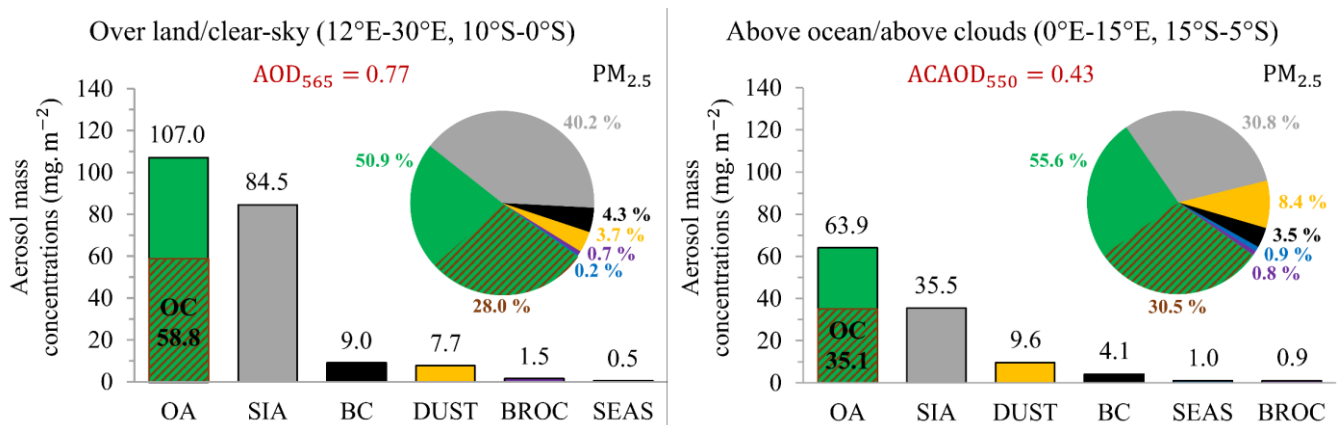 Over land/clear-sky (12°E-30°E, 10°S-0°S)
AOD₅₆₅ = 0.77
PM₂.₅
Aerosol mass
concentrations (mg. m⁻²)
140
120
100
80
60
40
20
0
107.0
84.5
9.0
7.7
1.5
0.5
OC
58.8
OA
SIA
BC
DUST
BROC
SEAS
40.2 %
50.9 %
4.3 %
3.7 %
0.7 %
0.2 %
28.0 %
Above ocean/above clouds (0°E-15°E, 15°S-5°S)
ACAOD₅₅₀ = 0.43
PM₂.₅
Aerosol mass
concentrations (mg. m⁻²)
140
120
100
80
60
40
20
0
63.9
35.5
9.6
4.1
1.0
0.9
OC
35.1
OA
SIA
DUST
BC
SEAS
BROC
30.8 %
55.6 %
8.4 %
3.5 %
0.9 %
0.8 %
30.5 %